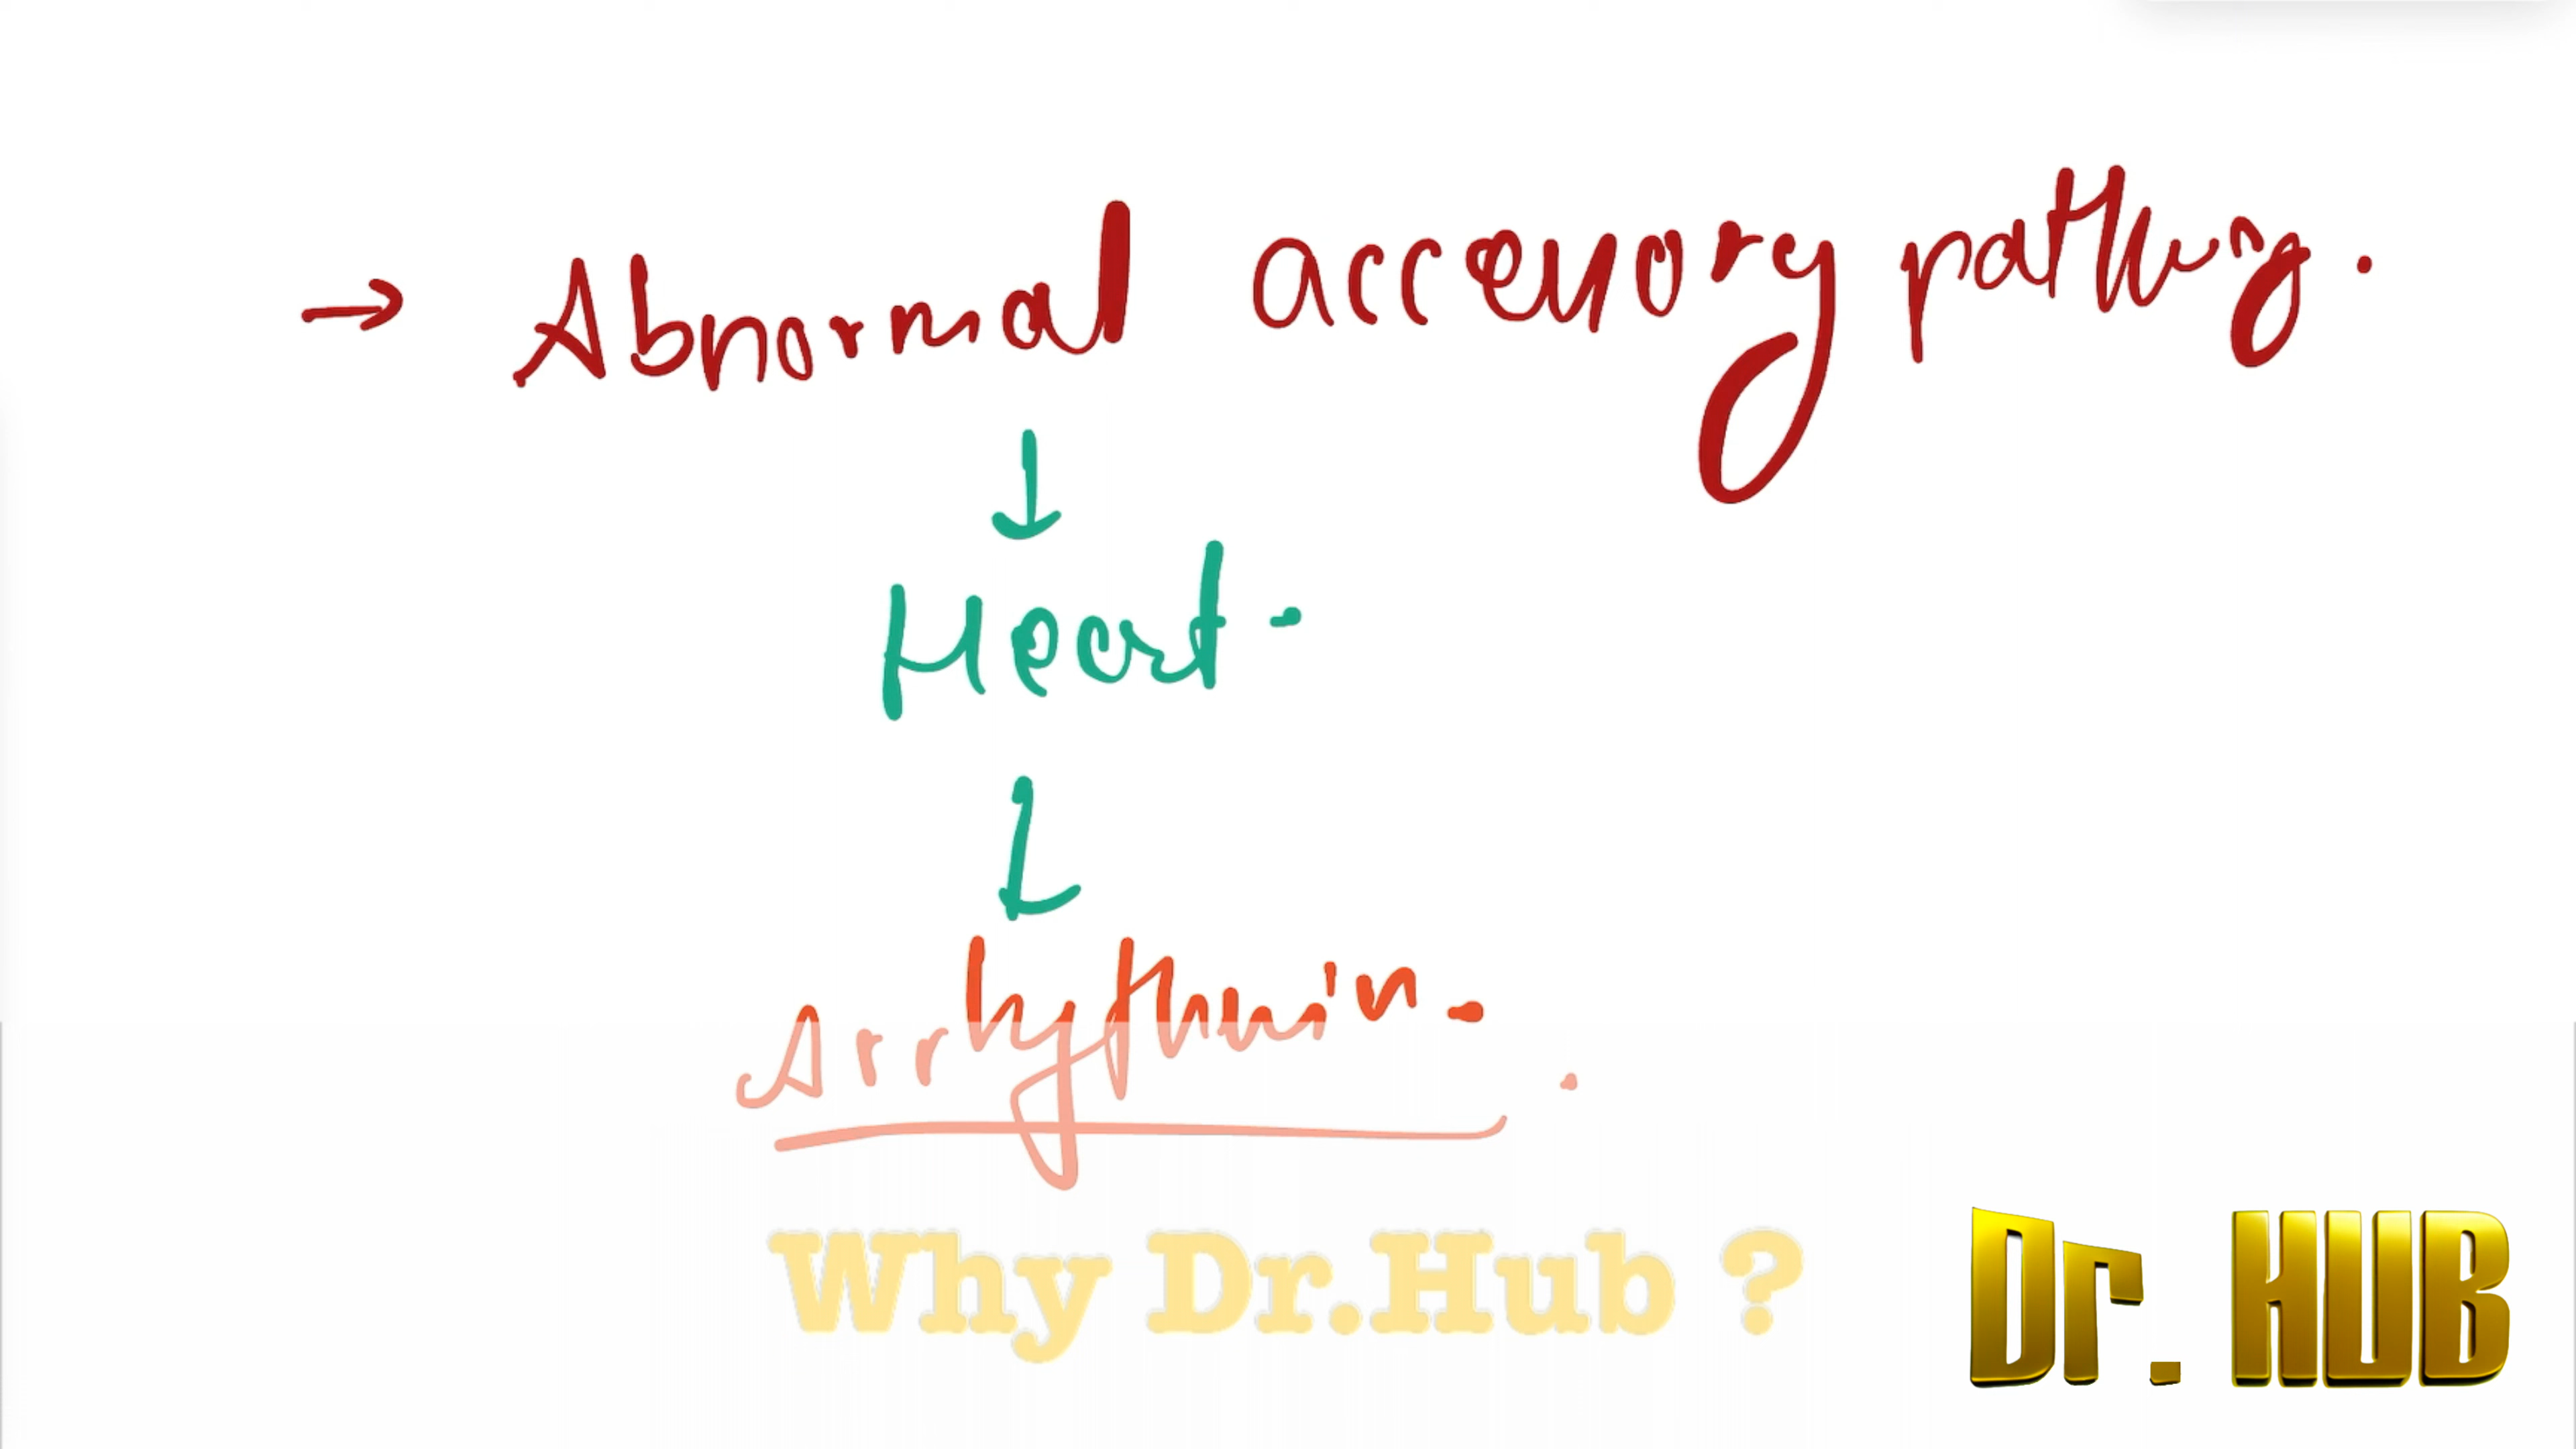 → Abnormal accessory pathway.
↓
Heart.
↓
Arrhythmia.
Why Dr.Hub ?
Dr. HUB